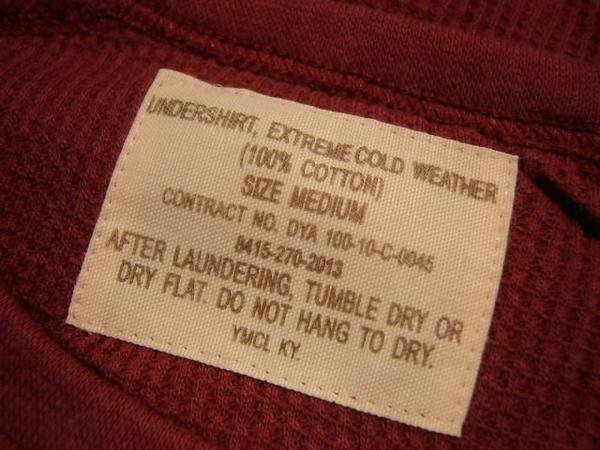 UNDERSHIRT, EXTREME COLD WEATHER
(100% COTTON)
SIZE MEDIUM
CONTRACT NO. DYA 100-10-C-0045
8415-270-2013
AFTER LAUNDERING, TUMBLE DRY OR
DRY FLAT. DO NOT HANG TO DRY.
YMCL KY.